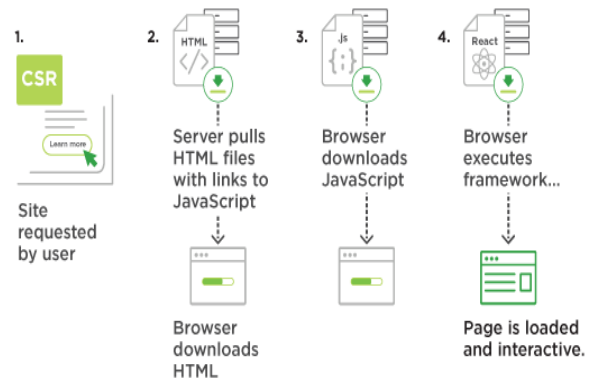 1.
CSR
Learn more
Site
requested
by user
2.
HTML
</>
Server pulls
HTML files
with links to
JavaScript
Browser
downloads
HTML
3.
.js
{;}
Browser
downloads
JavaScript
4.
React
Browser
executes
framework...
Page is loaded
and interactive.